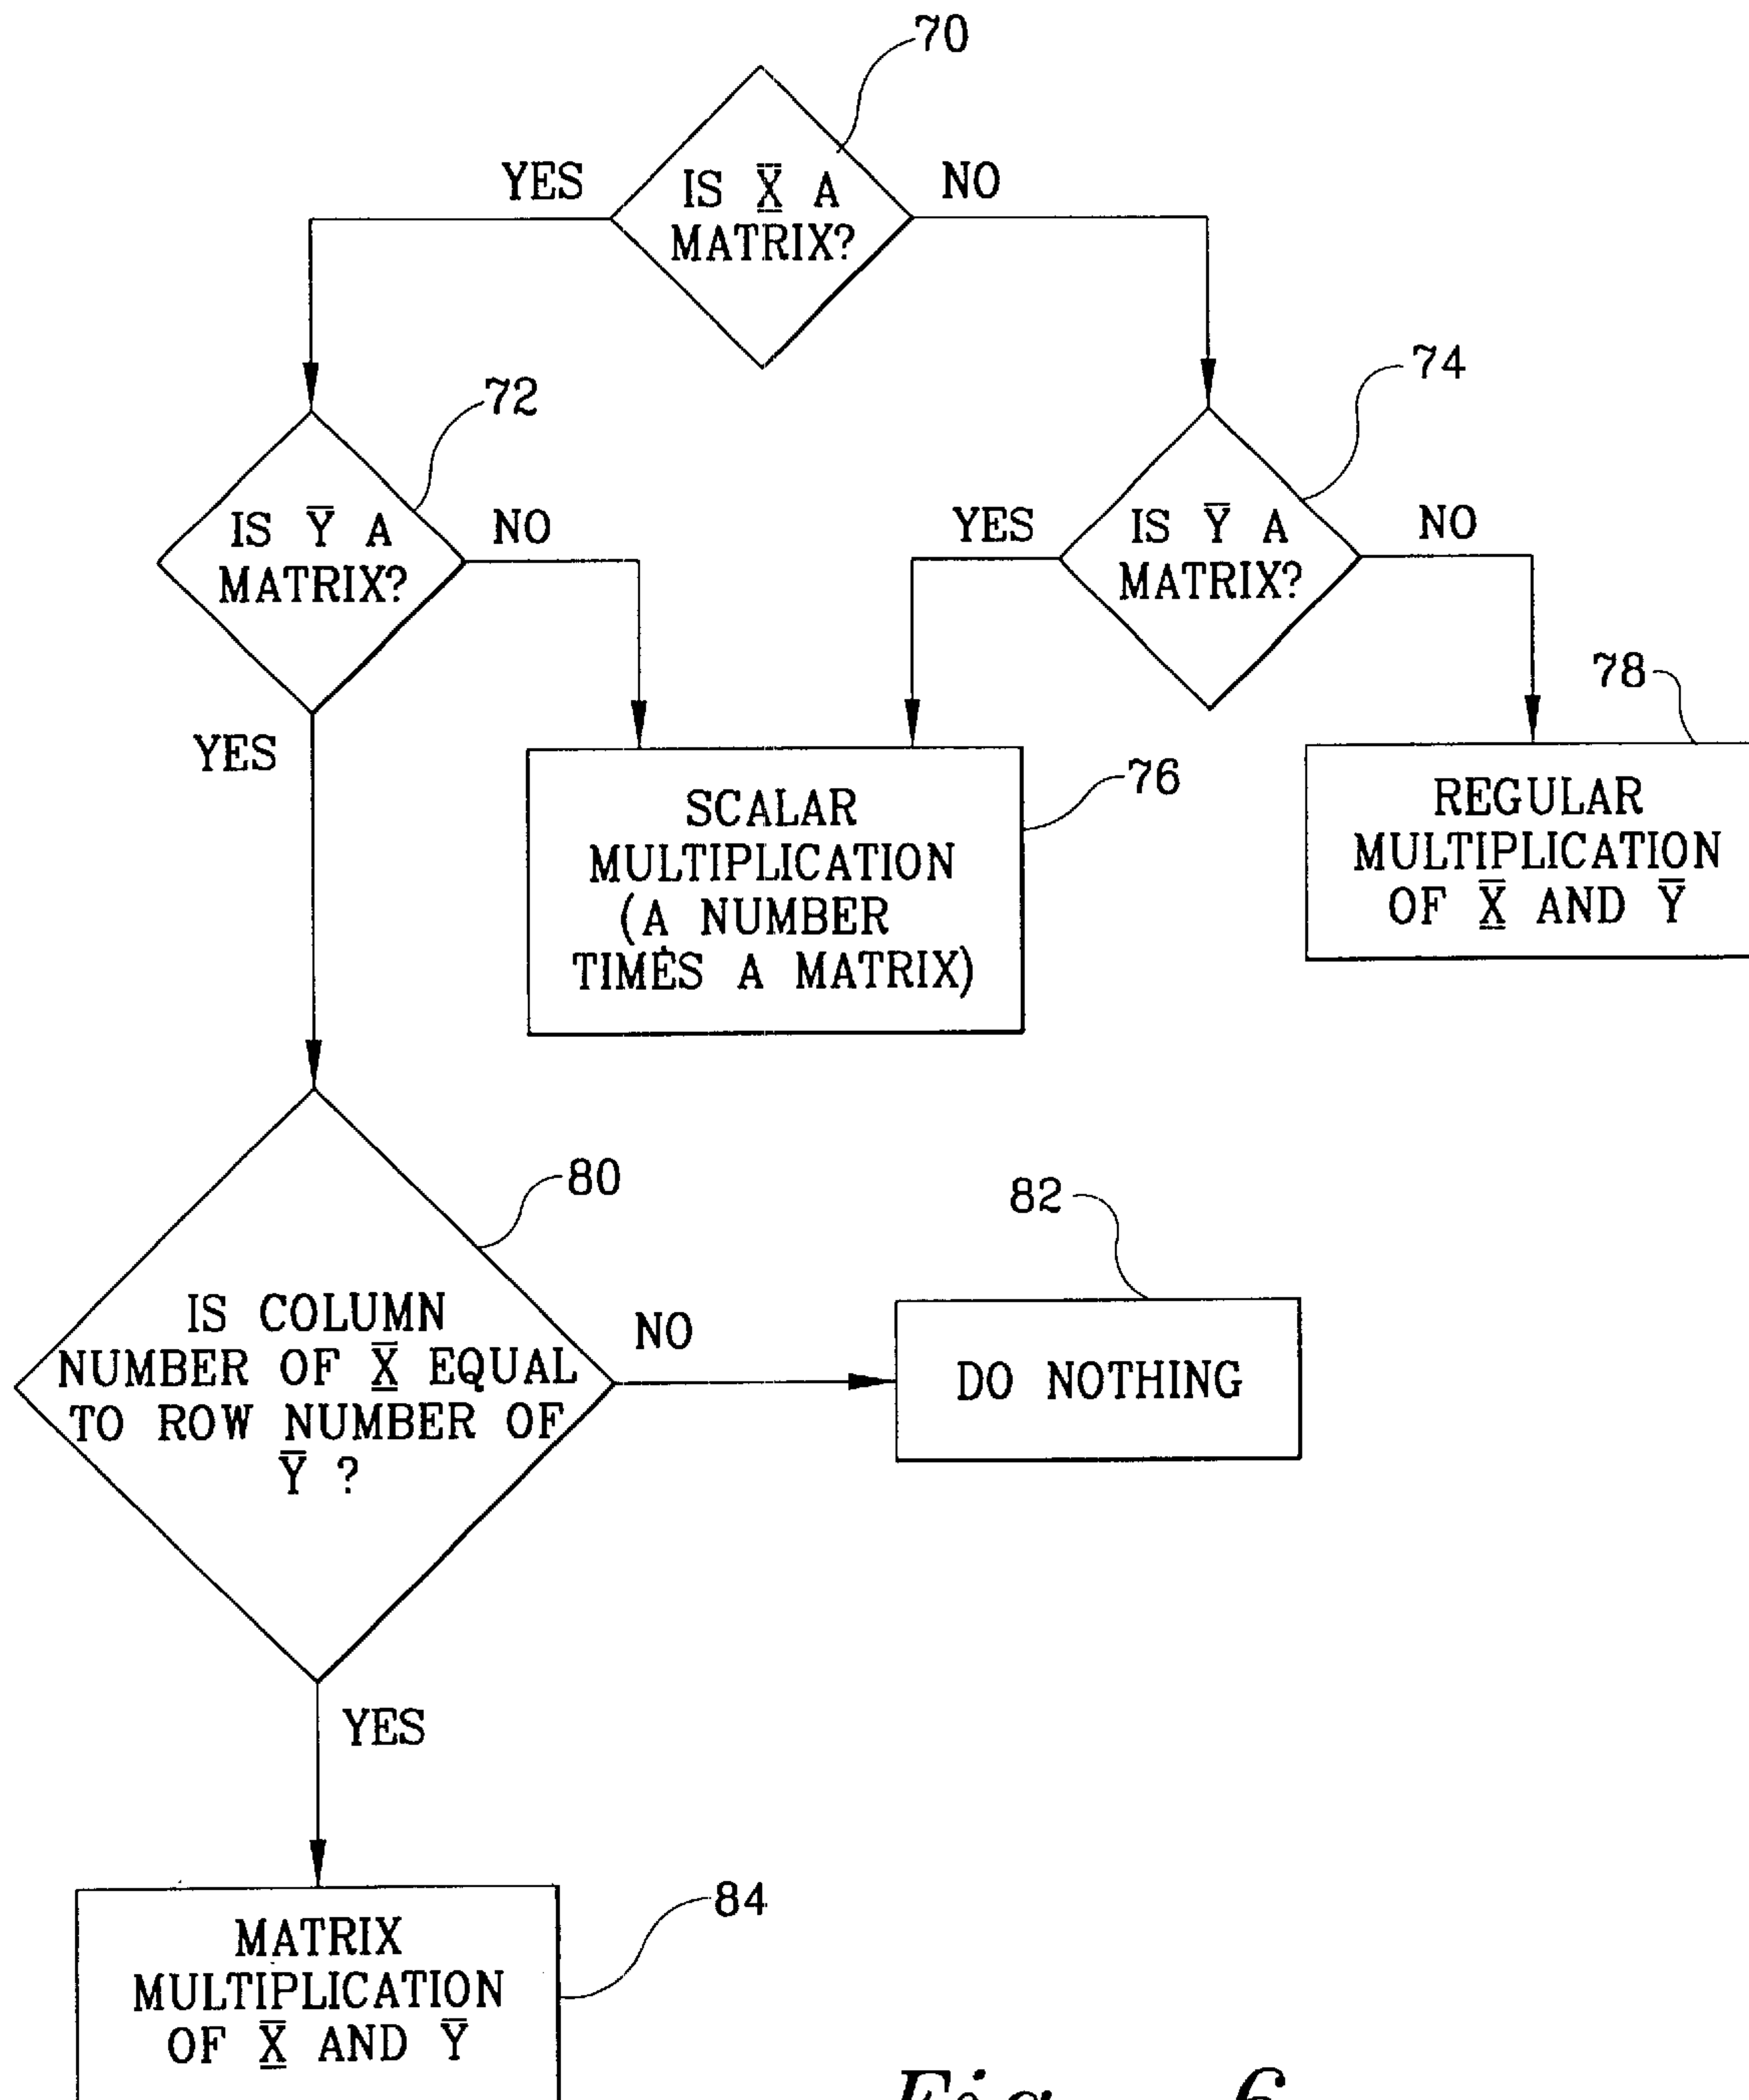 70
YES
IS X̲̅ A
MATRIX?
NO
72
IS Y̅ A
MATRIX?
NO
YES
74
YES
IS Y̅ A
MATRIX?
NO
76
SCALAR
MULTIPLICATION
(A NUMBER
TIMES A MATRIX)
78
REGULAR
MULTIPLICATION
OF X̲̅ AND Y̅
80
IS COLUMN
NUMBER OF X̲̅ EQUAL
TO ROW NUMBER OF
Y̅ ?
NO
82
DO NOTHING
YES
84
MATRIX
MULTIPLICATION
OF X̲̅ AND Y̅
Fig. 6